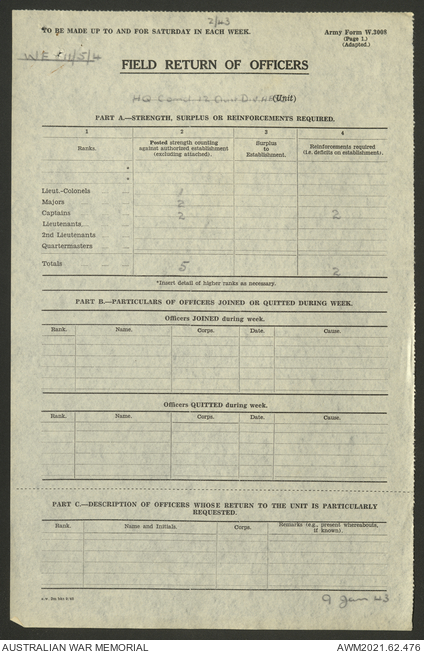 2/43
TO BE MADE UP TO AND FOR SATURDAY IN EACH WEEK.
Army Form W.3008
(Page 1.)
(Adapted.)
FIELD RETURN OF OFFICERS
(Unit)
PART A.—STRENGTH, SURPLUS OR REINFORCEMENTS REQUIRED.
1 2 3 4
Ranks. Posted strength counting against authorized establishment (excluding attached). Surplus to Establishment. Reinforcements required (i.e. deficits on establishment).
*
*
Lieut.-Colonels 1
Majors 2
Captains 2 2
Lieutenants,
2nd Lieutenants
Quartermasters
Totals 5 2
*Insert detail of higher ranks as necessary.
PART B.—PARTICULARS OF OFFICERS JOINED OR QUITTED DURING WEEK.
Officers JOINED during week.
Rank. Name. Corps. Date. Cause.
Officers QUITTED during week.
Rank. Name. Corps. Date. Cause.
PART C.—DESCRIPTION OF OFFICERS WHOSE RETURN TO THE UNIT IS PARTICULARLY
REQUESTED.
Rank. Name and Initials. Corps. Remarks (e.g., present whereabouts, if known).
9 Jan 43
AUSTRALIAN WAR MEMORIAL AWM2021.62.476